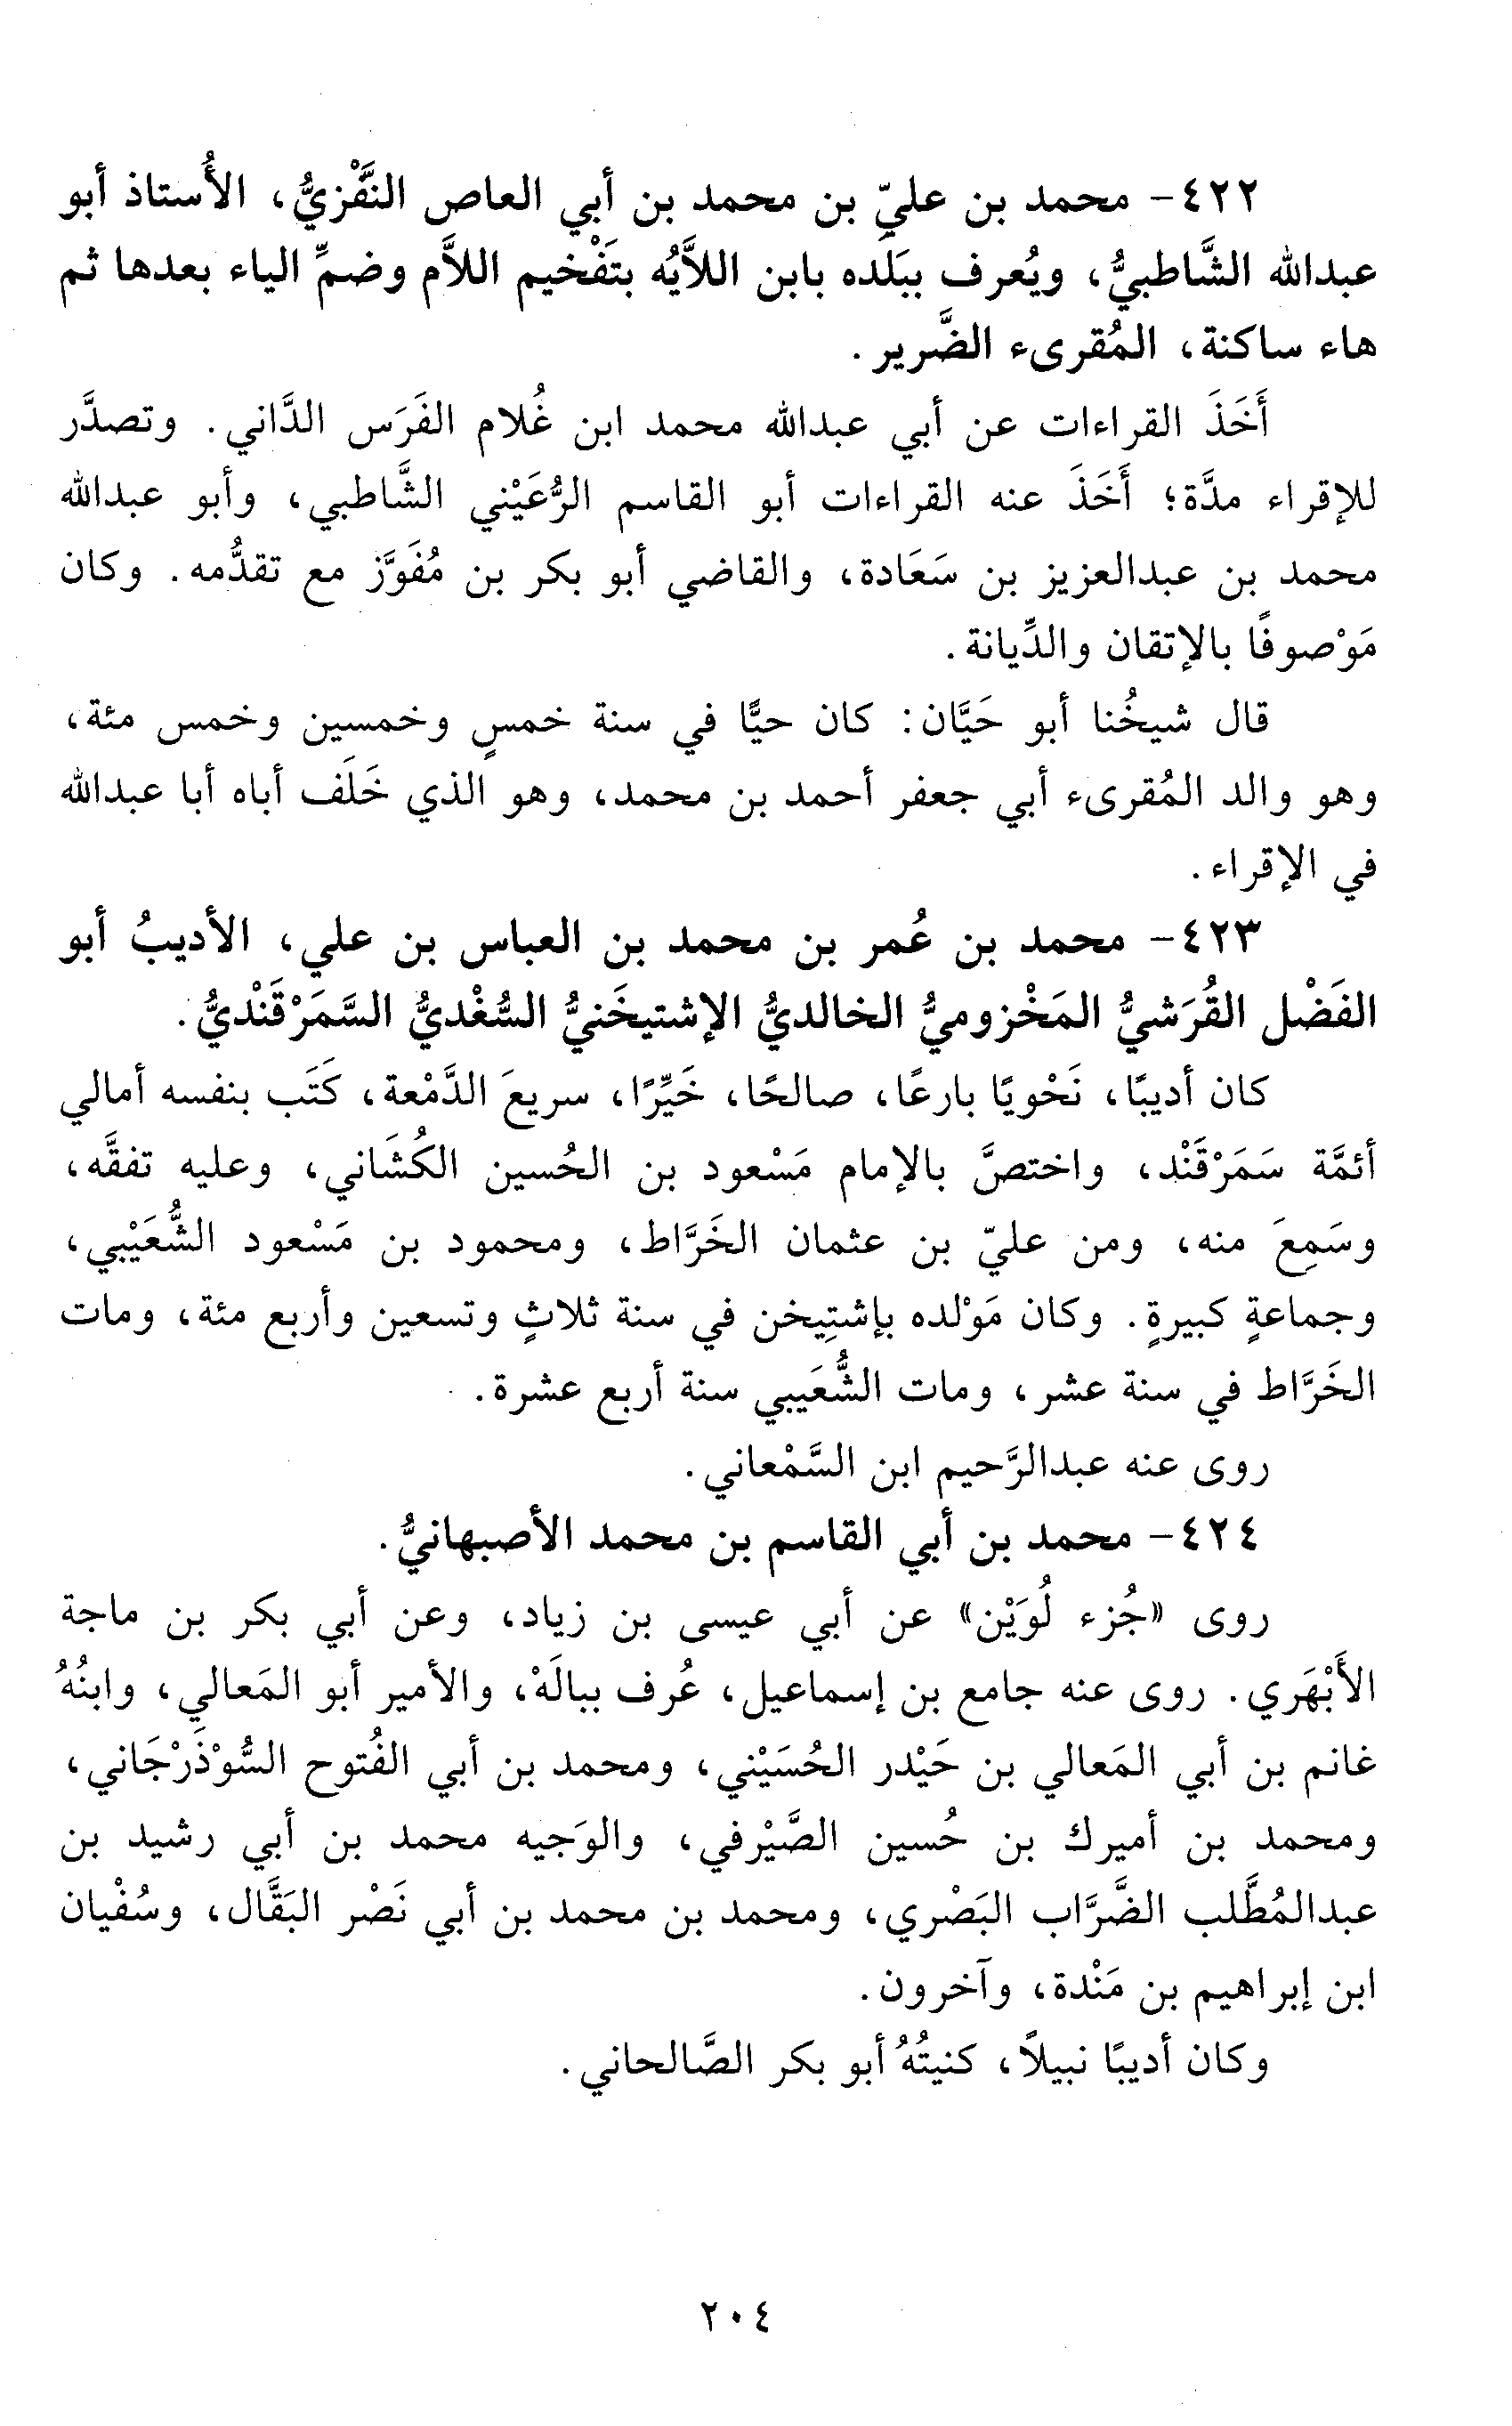 ٤٢٢- محمد بن عليّ بن محمد بن أبي العاص النَّفْزيُّ، الأُستاذ أبو
عبدالله الشَّاطبيُّ، ويُعرف ببَلَده بابن اللاَّيُه بتَفْخيم اللاَّم وضمِّ الياء بعدها ثم
هاء ساكنة، المُقرىء الضَّرير.
أَخَذَ القراءات عن أبي عبدالله محمد ابن غُلام الفَرَس الدَّاني. وتصدَّر
للإقراء مدَّة؛ أَخَذَ عنه القراءات أبو القاسم الرُّعَيْني الشَّاطبي، وأبو عبدالله
محمد بن عبدالعزيز بن سَعَادة، والقاضي أبو بكر بن مُفَوَّز مع تقدُّمه. وكان
مَوْصوفًا بالإتقان والدِّيانة.
قال شيخُنا أبو حَيَّان: كان حيًّا في سنة خمسٍ وخمسين وخمس مئة،
وهو والد المُقرىء أبي جعفر أحمد بن محمد، وهو الذي خَلَف أباه أبا عبدالله
في الإقراء.
٤٢٣- محمد بن عُمر بن محمد بن العباس بن علي، الأديبُ أبو
الفَضْل القُرَشيُّ المَخْزوميُّ الخالديُّ الإشتيخَنيُّ السُّغْديُّ السَّمَرْقَنْديُّ.
كان أديبًا، نَحْويًا بارعًا، صالحًا، خَيِّرًا، سريعَ الدَّمْعة، كَتَب بنفسه أمالي
أئمَّة سَمَرْقَنْد، واختصَّ بالإمام مَسْعود بن الحُسين الكُشَاني، وعليه تفقَّه،
وسَمِعَ منه، ومن عليّ بن عثمان الخَرَّاط، ومحمود بن مَسْعود الشُّعَيْبي،
وجماعةٍ كبيرةٍ. وكان مَوْلده بإشتِيخن في سنة ثلاثٍ وتسعين وأربع مئة، ومات
الخَرَّاط في سنة عشر، ومات الشُّعَيبي سنة أربع عشرة.
روى عنه عبدالرَّحيم ابن السَّمْعاني.
٤٢٤- محمد بن أبي القاسم بن محمد الأصبهانيُّ.
روى «جُزء لُوَيْن» عن أبي عيسى بن زياد، وعن أبي بكر بن ماجة
الأَبْهَري. روى عنه جامع بن إسماعيل، عُرف ببالَهْ، والأمير أبو المَعالي، وابنُهُ
غانم بن أبي المَعالي بن حَيْدر الحُسَيْني، ومحمد بن أبي الفُتوح السُّوْذَرْجَاني،
ومحمد بن أميرك بن حُسين الصَّيْرفي، والوَجيه محمد بن أبي رشيد بن
عبدالمُطَّلب الضَّرَّاب البَصْري، ومحمد بن محمد بن أبي نَصْر البَقَّال، وسُفْيان
ابن إبراهيم بن مَنْدة، وآخرون.
وكان أديبًا نبيلاً، كنيتُهُ أبو بكر الصَّالحاني.
٢٠٤